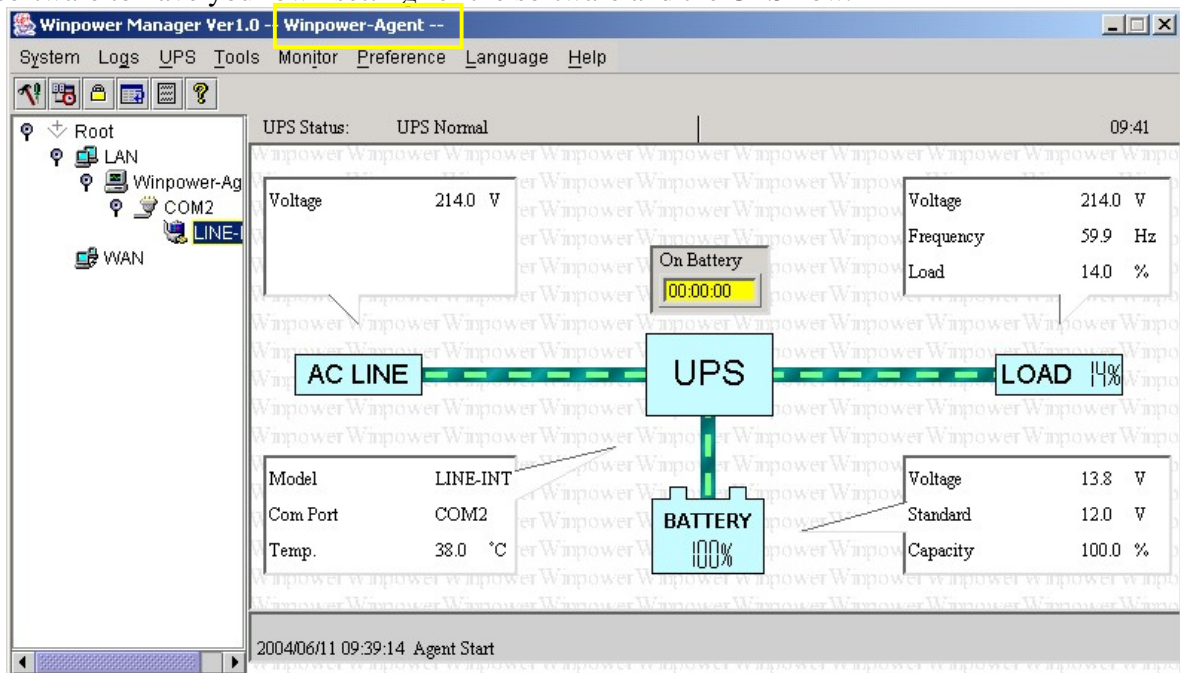 Winpower Manager Ver1.0 -- Winpower-Agent --
System Logs UPS Tools Monitor Preference Language Help
Root
LAN
Winpower-Ag
COM2
LINE-I
WAN
UPS Status: UPS Normal 09:41
Voltage 214.0 V
On Battery
00:00:00
Voltage 214.0 V
Frequency 59.9 Hz
Load 14.0 %
AC LINE
UPS
LOAD 14%
Model LINE-INT
Com Port COM2
Temp. 38.0 °C
BATTERY
100%
Voltage 13.8 V
Standard 12.0 V
Capacity 100.0 %
2004/06/11 09:39:14 Agent Start